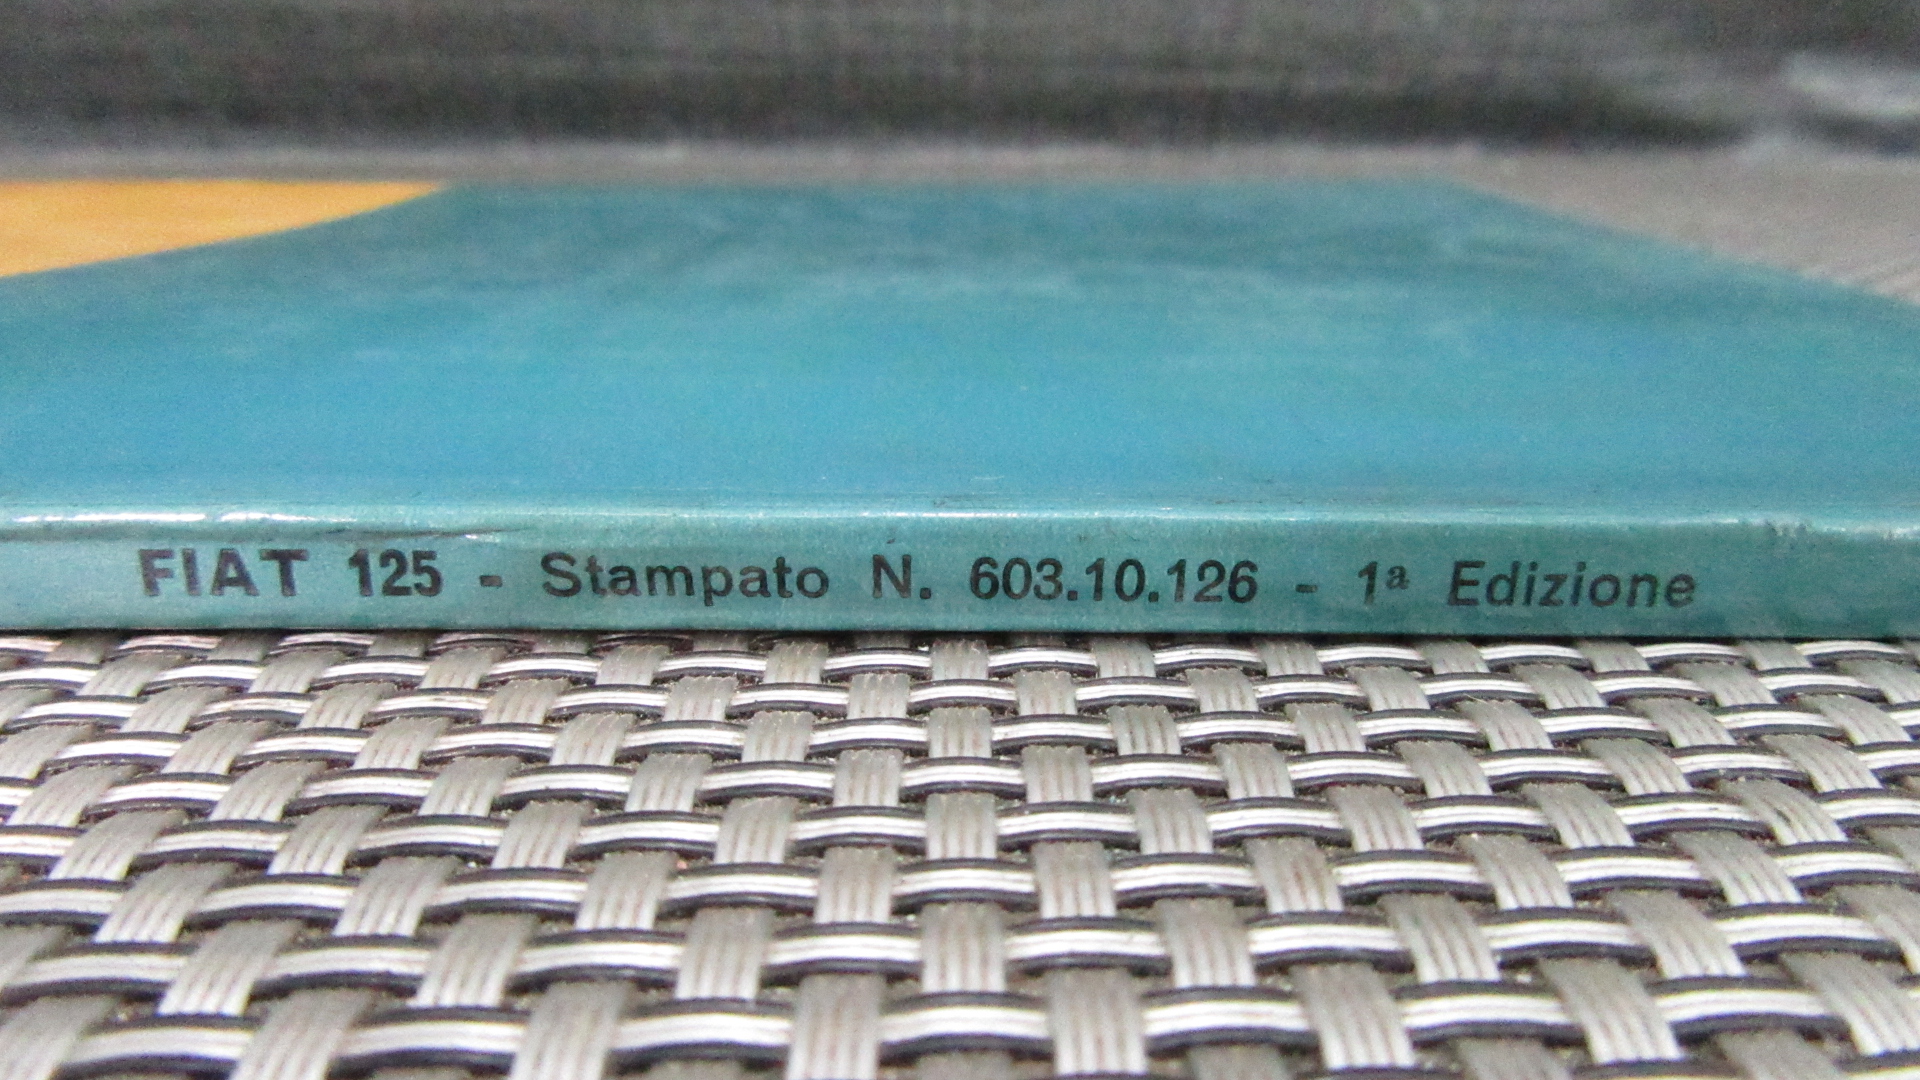 FIAT 125 - Stampato N. 603.10.126 - 1ª Edizione